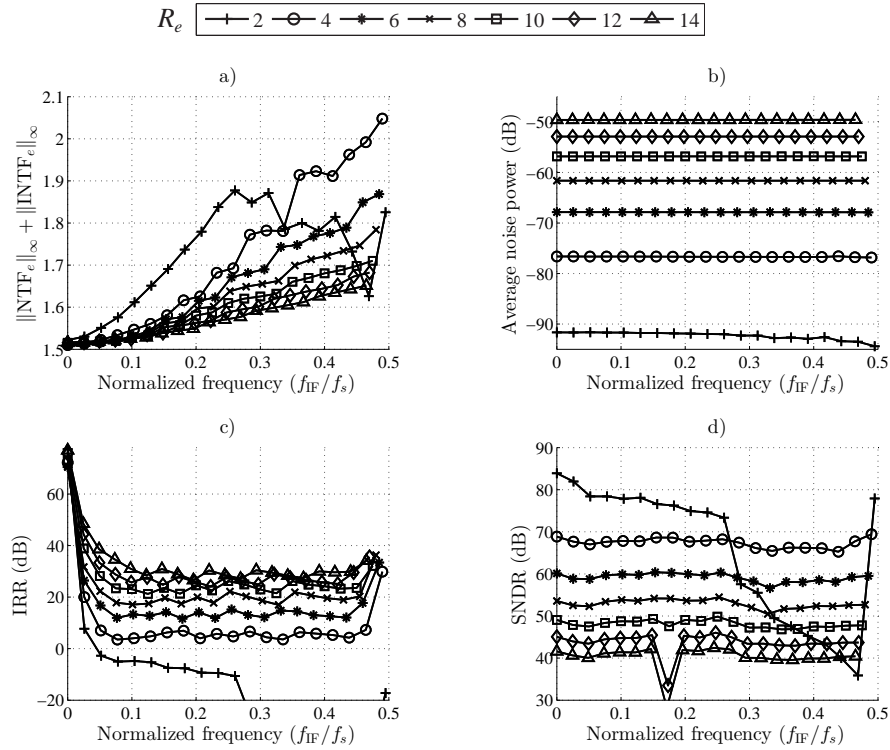 R_e 2 4 6 8 10 12 14
a)
2.1
2
1.9
1.8
1.7
1.6
1.5
0 0.1 0.2 0.3 0.4 0.5
||NTF_e||_∞ + ||INTF_e||_∞
Normalized frequency (f_IF/f_s)
b)
−50
−60
−70
−80
−90
0 0.1 0.2 0.3 0.4 0.5
Average noise power (dB)
Normalized frequency (f_IF/f_s)
c)
60
40
20
0
−20
0 0.1 0.2 0.3 0.4 0.5
IRR (dB)
Normalized frequency (f_IF/f_s)
d)
90
80
70
60
50
40
30
0 0.1 0.2 0.3 0.4 0.5
SNDR (dB)
Normalized frequency (f_IF/f_s)